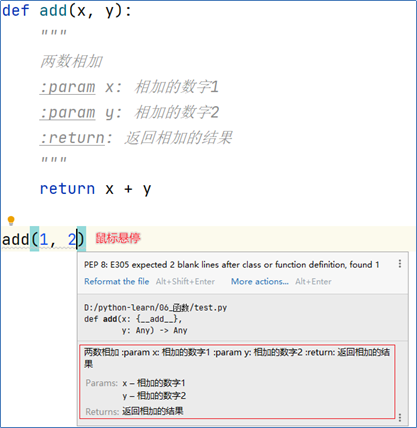 def add(x, y):
"""
两数相加
:param x: 相加的数字1
:param y: 相加的数字2
:return: 返回相加的结果
"""
return x + y
add(1, 2) 鼠标悬停
PEP 8: E305 expected 2 blank lines after class or function definition, found 1
Reformat the file Alt+Shift+Enter More actions... Alt+Enter
D:/python-learn/06_函数/test.py
def add(x: {__add__},
y: Any) -> Any
两数相加 :param x: 相加的数字1 :param y: 相加的数字2 :return: 返回相加的结
果
Params: x – 相加的数字1
y – 相加的数字2
Returns: 返回相加的结果